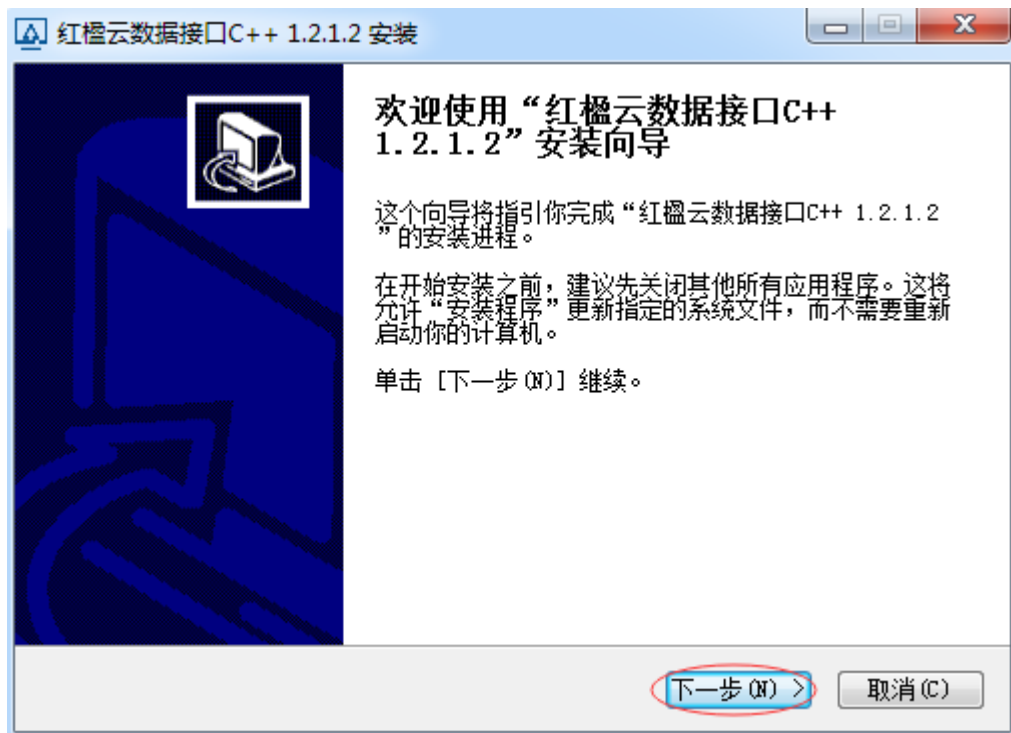 红楹云数据接口C++ 1.2.1.2 安装
欢迎使用“红楹云数据接口C++
1.2.1.2”安装向导
这个向导将指引你完成“红楹云数据接口C++ 1.2.1.2
”的安装进程。
在开始安装之前，建议先关闭其他所有应用程序。这将
允许“安装程序”更新指定的系统文件，而不需要重新
启动你的计算机。
单击 [下一步(N)] 继续。
下一步(N) >
取消(C)